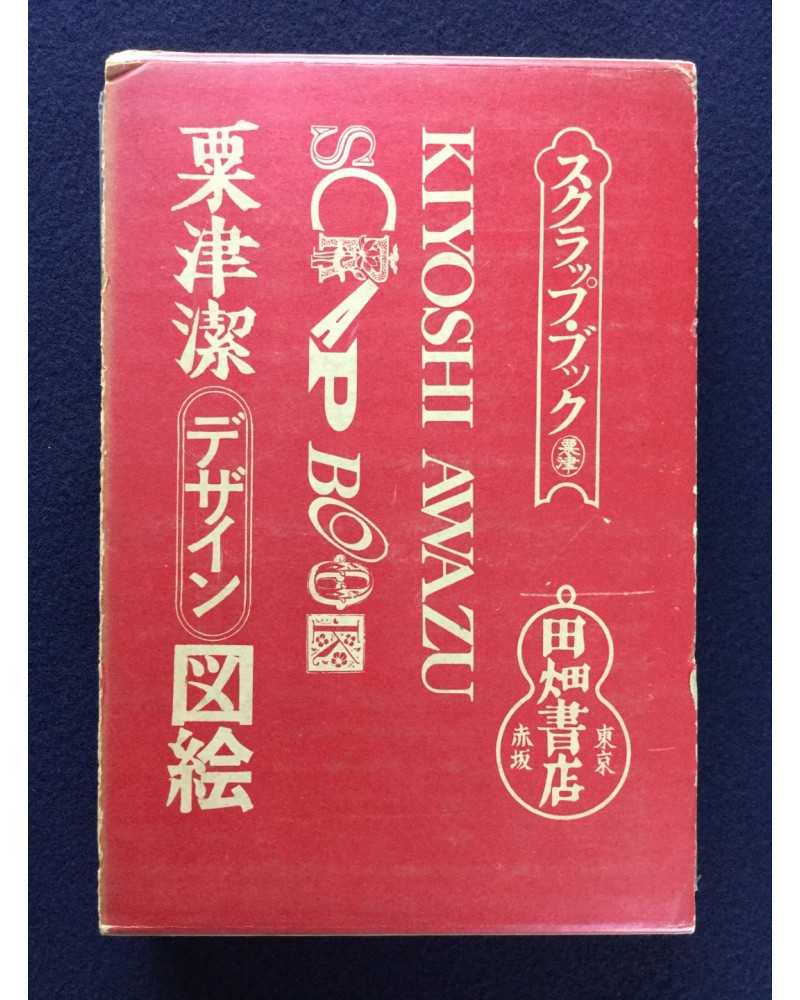 スクラップ・ブック
粟津
KIYOSHI AWAZU
SCRAP BOOK
粟津潔
デザイン
図絵
東京
田畑書店
赤坂